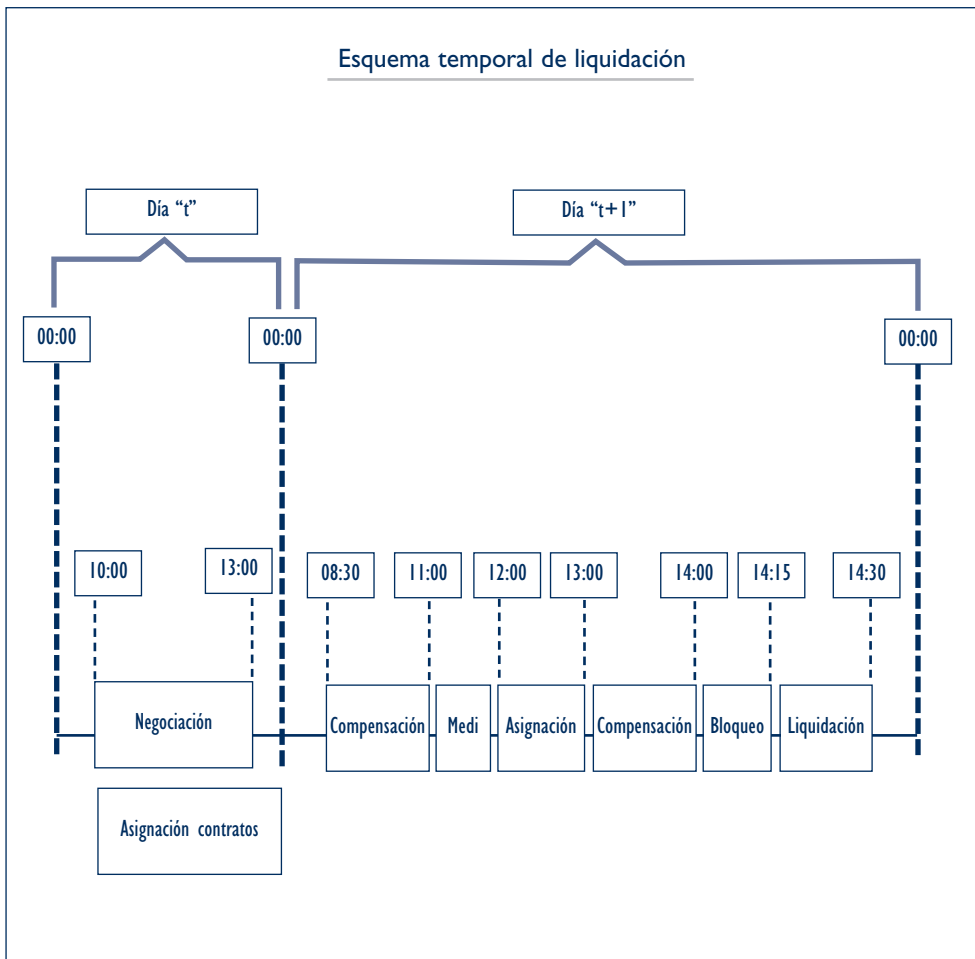 Esquema temporal de liquidación
Día “t”
Día “t+1”
00:00
00:00
00:00
10:00
13:00
08:30
11:00
12:00
13:00
14:00
14:15
14:30
Negociación
Compensación
Medi
Asignación
Compensación
Bloqueo
Liquidación
Asignación contratos